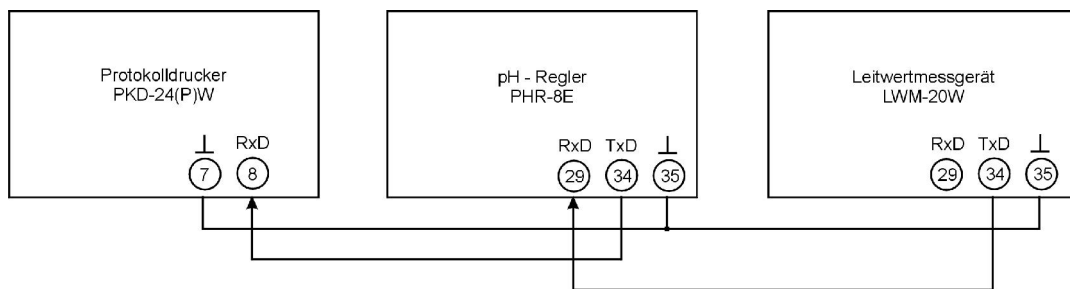 Protokolldrucker
PKD-24(P)W
RxD
7
8
pH - Regler
PHR-8E
RxD TxD
29
34
35
Leitwertmessgerät
LWM-20W
RxD TxD
29
34
35